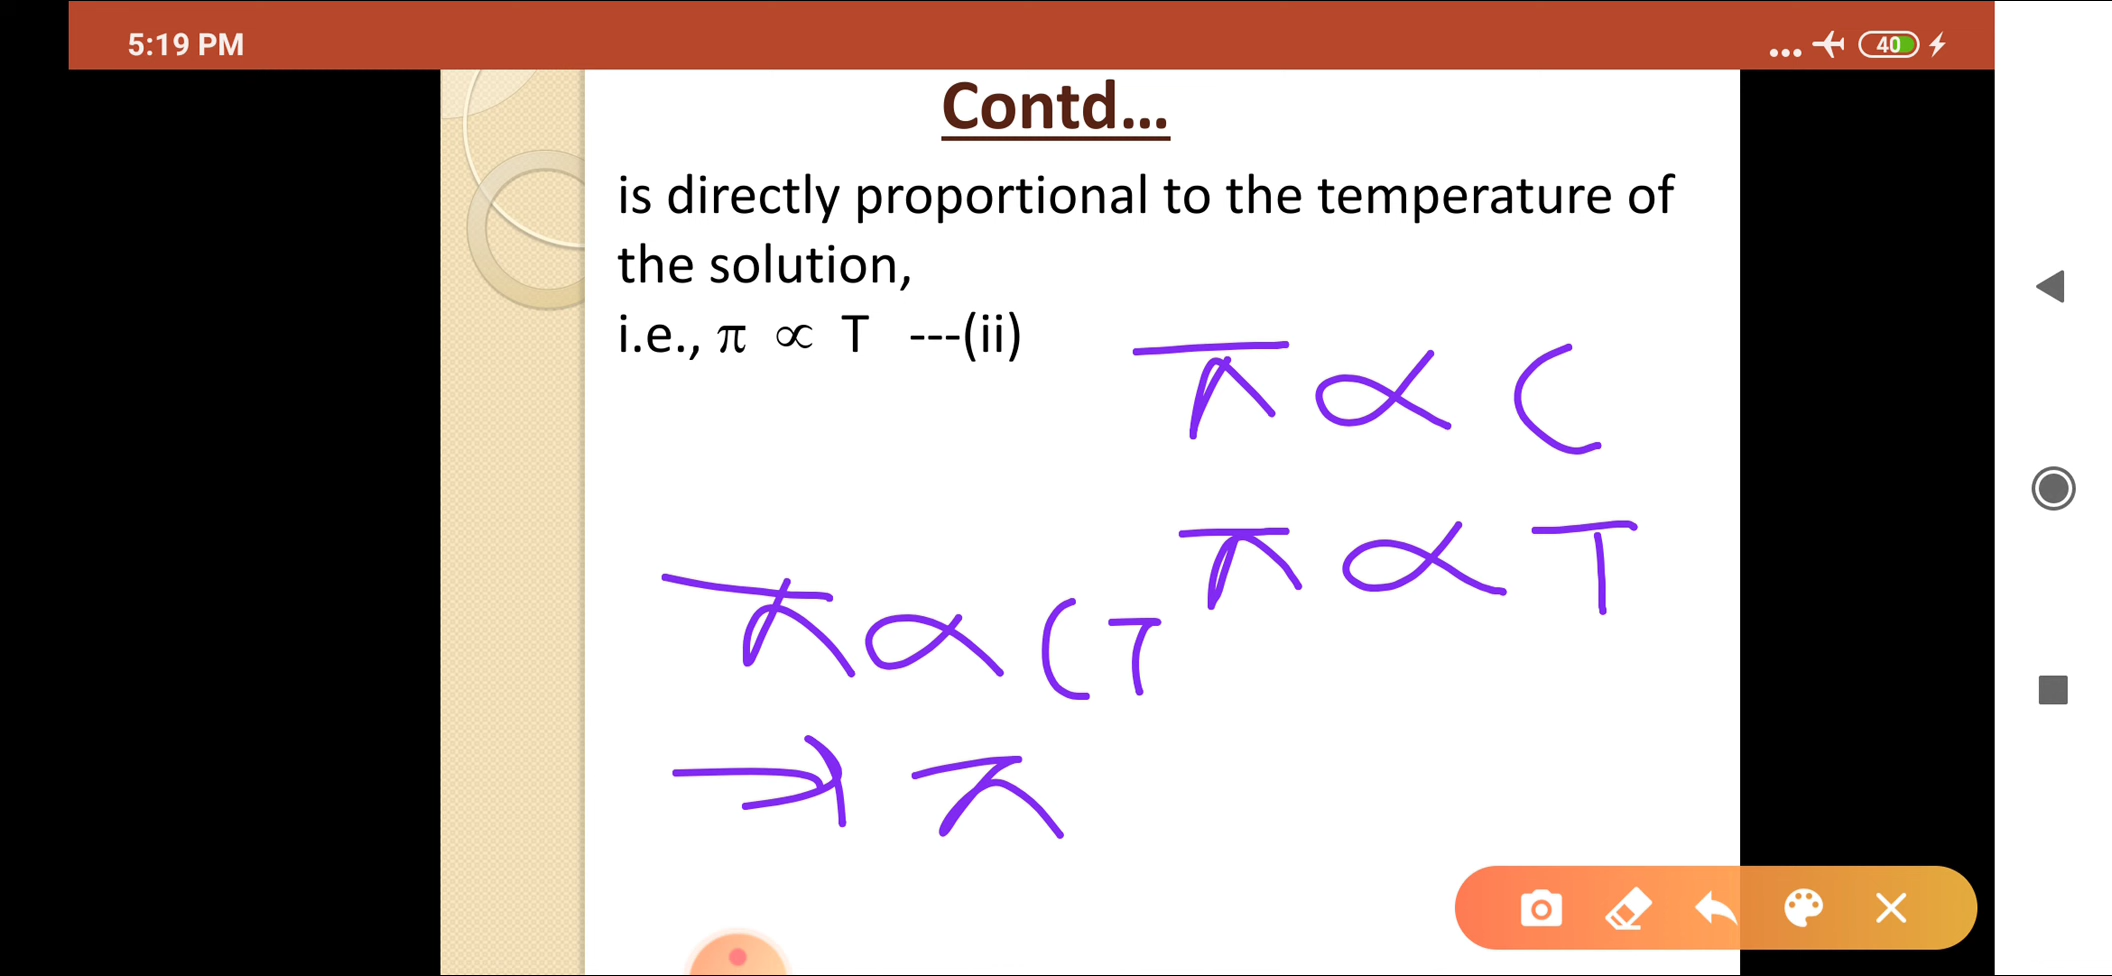 5:19 PM
40
Contd...
is directly proportional to the temperature of
the solution,
i.e., π ∝ T ---(ii)
π ∝ C
π ∝ T
π ∝ CT
→ π